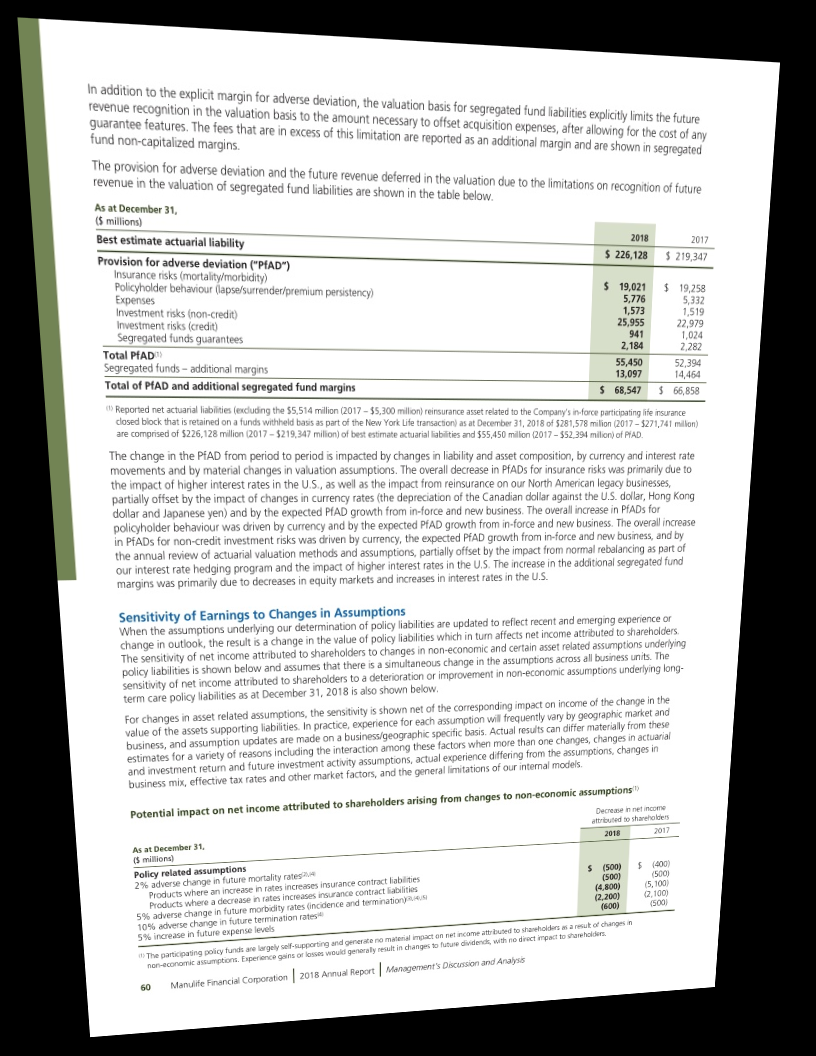 In addition to the explicit margin for adverse deviation, the valuation basis for segregated fund liabilities explicitly limits the future
revenue recognition in the valuation basis to the amount necessary to offset acquisition expenses, after allowing for the cost of any
guarantee features. The fees that are in excess of this limitation are reported as an additional margin and are shown in segregated
fund non-capitalized margins.
The provision for adverse deviation and the future revenue deferred in the valuation due to the limitations on recognition of future
revenue in the valuation of segregated fund liabilities are shown in the table below.
As at December 31,
($ millions) 2018 2017
Best estimate actuarial liability $ 226,128 $ 219,347
Provision for adverse deviation ("PfAD")
Insurance risks (mortality/morbidity) $ 19,021 $ 19,258
Policyholder behaviour (lapse/surrender/premium persistency) 5,776 5,332
Expenses 1,573 1,519
Investment risks (non-credit) 25,955 22,979
Investment risks (credit) 941 1,024
Segregated funds guarantees 2,184 2,282
Total PfAD(1) 55,450 52,394
Segregated funds – additional margins 13,097 14,464
Total of PfAD and additional segregated fund margins $ 68,547 $ 66,858
(1) Reported net actuarial liabilities (excluding the $5,514 million (2017 – $5,300 million) reinsurance asset related to the Company's in-force participating life insurance
closed block that is retained on a funds withheld basis as part of the New York Life transaction) as at December 31, 2018 of $281,578 million (2017 – $271,741 million)
are comprised of $226,128 million (2017 – $219,347 million) of best estimate actuarial liabilities and $55,450 million (2017 – $52,394 million) of PfAD.
The change in the PfAD from period to period is impacted by changes in liability and asset composition, by currency and interest rate
movements and by material changes in valuation assumptions. The overall decrease in PfADs for insurance risks was primarily due to
the impact of higher interest rates in the U.S., as well as the impact from reinsurance on our North American legacy businesses,
partially offset by the impact of changes in currency rates (the depreciation of the Canadian dollar against the U.S. dollar, Hong Kong
dollar and Japanese yen) and by the expected PfAD growth from in-force and new business. The overall increase in PfADs for
policyholder behaviour was driven by currency and by the expected PfAD growth from in-force and new business. The overall increase
in PfADs for non-credit investment risks was driven by currency, the expected PfAD growth from in-force and new business, and by
the annual review of actuarial valuation methods and assumptions, partially offset by the impact from normal rebalancing as part of
our interest rate hedging program and the impact of higher interest rates in the U.S. The increase in the additional segregated fund
margins was primarily due to decreases in equity markets and increases in interest rates in the U.S.
Sensitivity of Earnings to Changes in Assumptions
When the assumptions underlying our determination of policy liabilities are updated to reflect recent and emerging experience or
change in outlook, the result is a change in the value of policy liabilities which in turn affects net income attributed to shareholders.
The sensitivity of net income attributed to shareholders to changes in non-economic and certain asset related assumptions underlying
policy liabilities is shown below and assumes that there is a simultaneous change in the assumptions across all business units. The
sensitivity of net income attributed to shareholders to a deterioration or improvement in non-economic assumptions underlying long-
term care policy liabilities as at December 31, 2018 is also shown below.
For changes in asset related assumptions, the sensitivity is shown net of the corresponding impact on income of the change in the
value of the assets supporting liabilities. In practice, experience for each assumption will frequently vary by geographic market and
business, and assumption updates are made on a business/geographic specific basis. Actual results can differ materially from these
estimates for a variety of reasons including the interaction among these factors when more than one changes, changes in actuarial
and investment return and future investment activity assumptions, actual experience differing from the assumptions, changes in
business mix, effective tax rates and other market factors, and the general limitations of our internal models.
Potential impact on net income attributed to shareholders arising from changes to non-economic assumptions(1)
Decrease in net income
attributed to shareholders
As at December 31,
($ millions) 2018 2017
Policy related assumptions
2% adverse change in future mortality rates(2),(4)
Products where an increase in rates increases insurance contract liabilities $ (500) $ (400)
Products where a decrease in rates increases insurance contract liabilities (500) (500)
5% adverse change in future morbidity rates (incidence and termination)(3),(4),(5) (4,800) (5,100)
10% adverse change in future termination rates(4) (2,200) (2,100)
5% increase in future expense levels (600) (500)
(1) The participating policy funds are largely self-supporting and generate no material impact on net income attributed to shareholders as a result of changes in
non-economic assumptions. Experience gains or losses would generally result in changes to future dividends, with no direct impact to shareholders.
60 Manulife Financial Corporation | 2018 Annual Report | Management's Discussion and Analysis